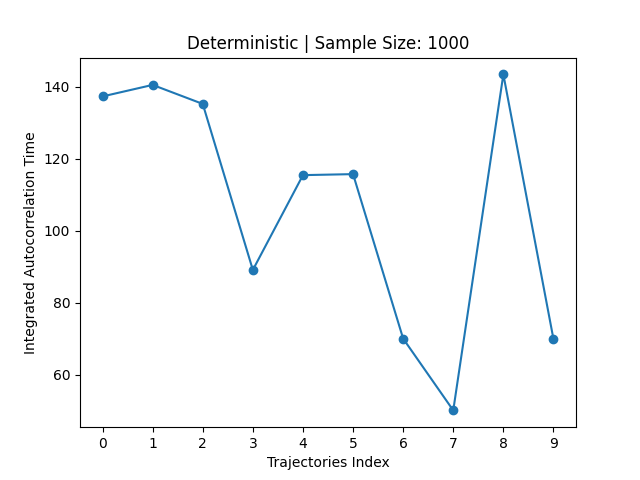 Deterministic | Sample Size: 1000
Integrated Autocorrelation Time
140
120
100
80
60
0 1 2 3 4 5 6 7 8 9
Trajectories Index